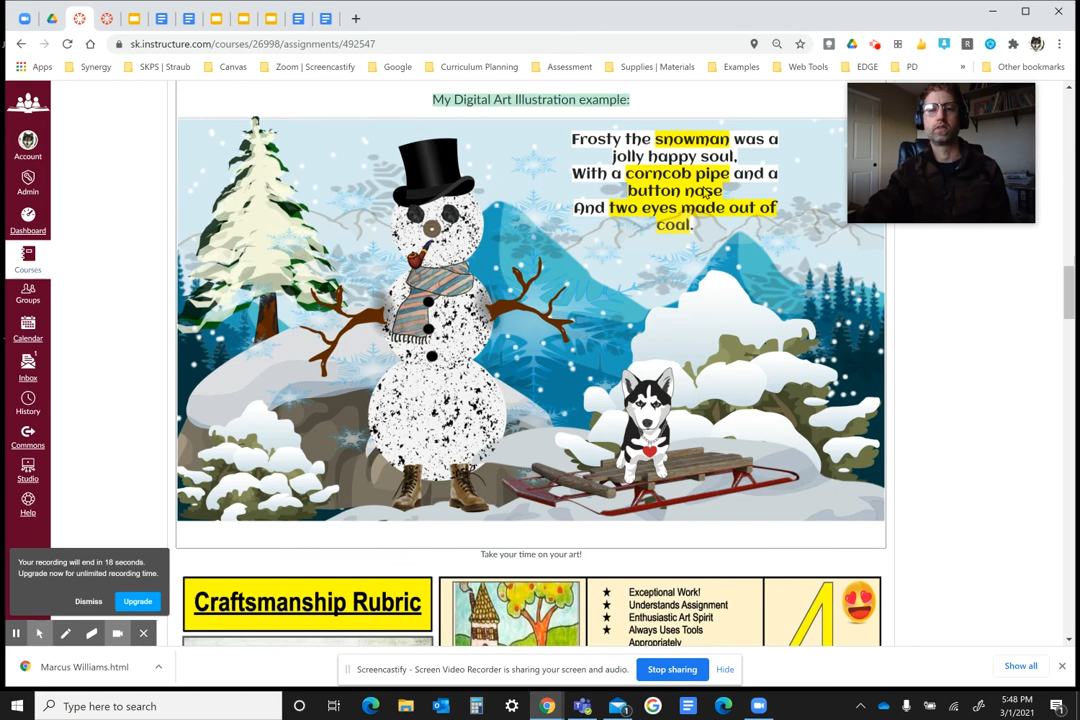 sk.instructure.com/courses/26998/assignments/492547
Apps Synergy SKPS | Straub Canvas Zoom | Screencastify Google Curriculum Planning Assessment Supplies | Materials Examples Web Tools EDGE PD » Other bookmarks
Account
Admin
Dashboard
Courses
Groups
Calendar
1
Inbox
History
Commons
Studio
Help
My Digital Art Illustration example:
Frosty the snowman was a
jolly happy soul,
With a corncob pipe and a
button nose
And two eyes made out of
coal.
Take your time on your art!
Craftsmanship Rubric
★ Exceptional Work!
★ Understands Assignment
★ Enthusiastic Art Spirit
★ Always Uses Tools
Appropriately
4
Your recording will end in 18 seconds.
Upgrade now for unlimited recording time.
Dismiss Upgrade
Marcus Williams.html
Screencastify - Screen Video Recorder is sharing your screen and audio.
Stop sharing
Hide
Show all
Type here to search
5:48 PM
3/1/2021